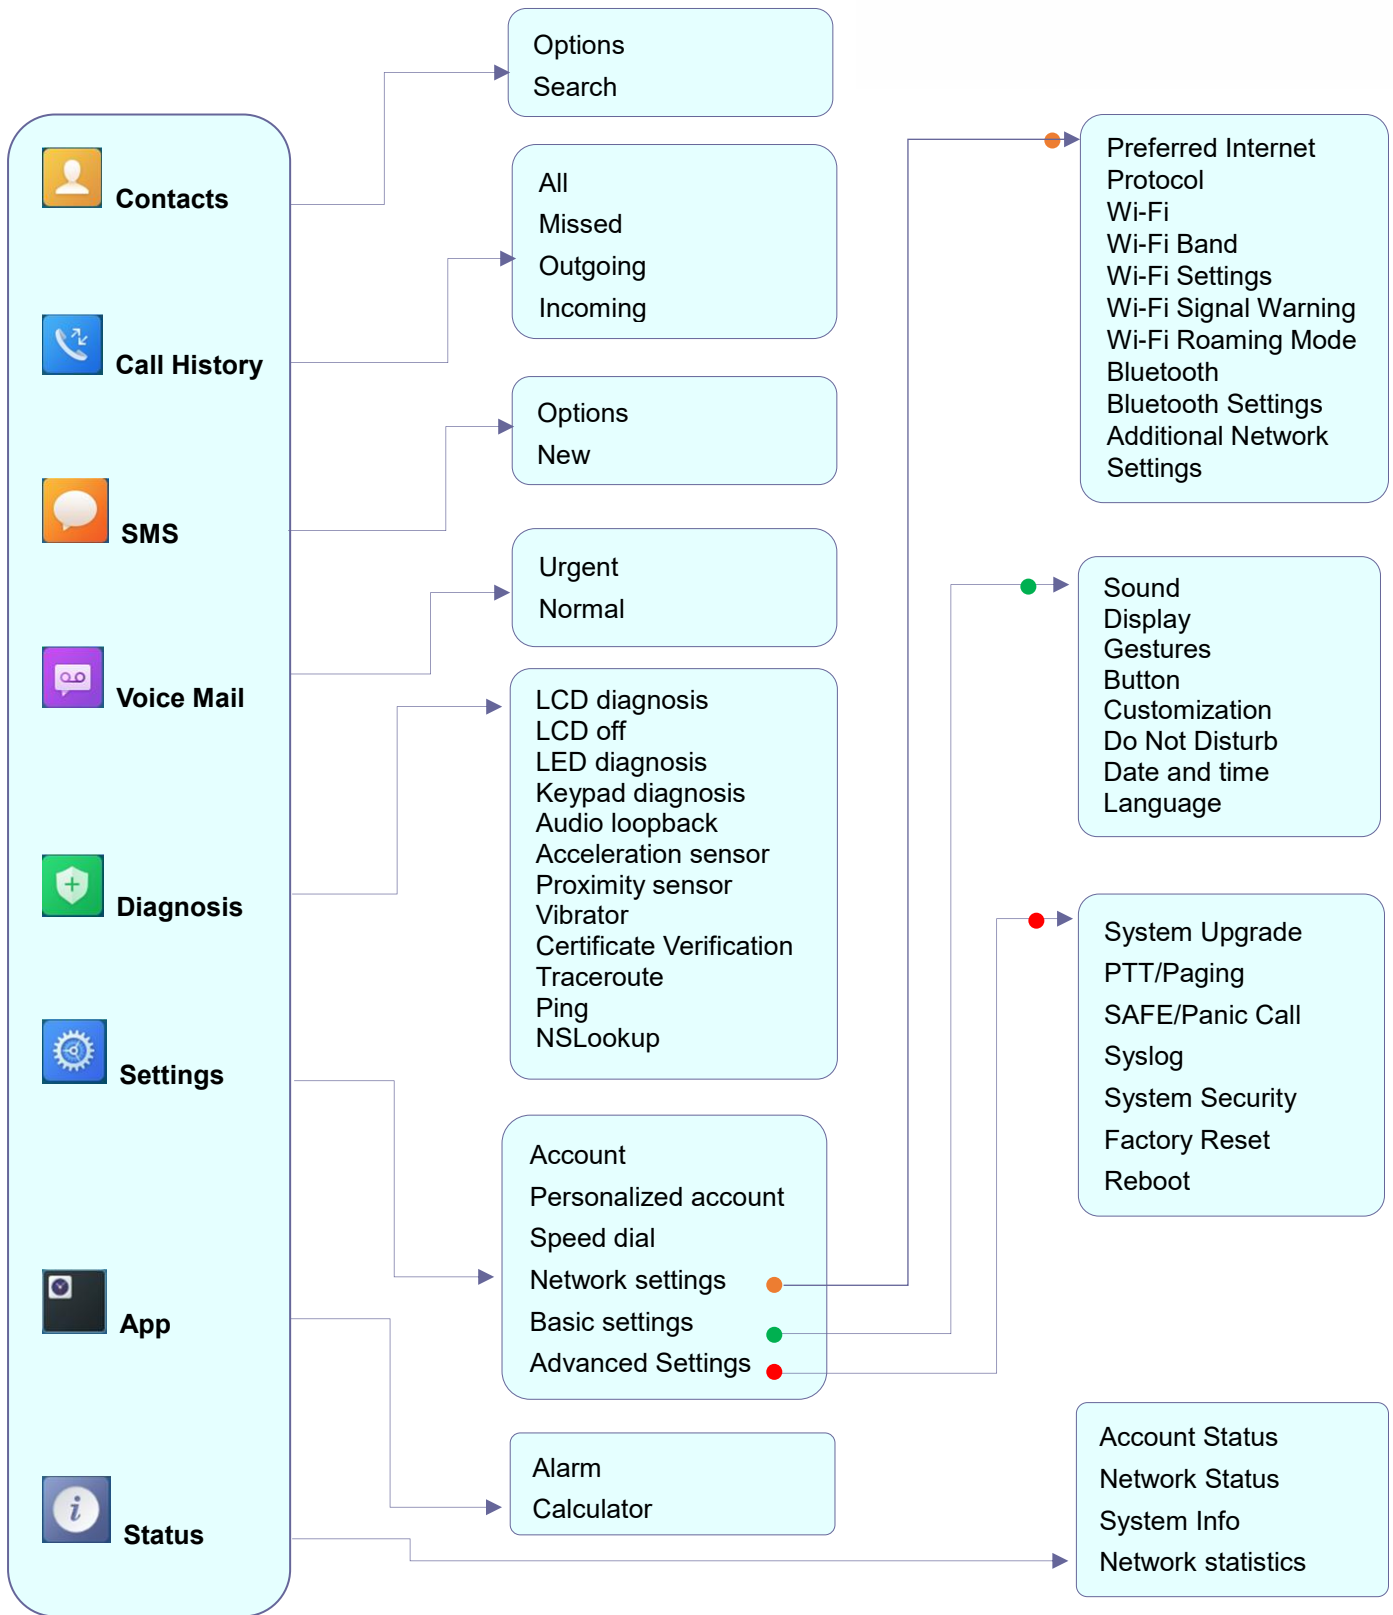 Contacts
Call History
SMS
Voice Mail
Diagnosis
Settings
App
Status
Options
Search
All
Missed
Outgoing
Incoming
Options
New
Urgent
Normal
LCD diagnosis
LCD off
LED diagnosis
Keypad diagnosis
Audio loopback
Acceleration sensor
Proximity sensor
Vibrator
Certificate Verification
Traceroute
Ping
NSLookup
Account
Personalized account
Speed dial
Network settings
Basic settings
Advanced Settings
Alarm
Calculator
Preferred Internet
Protocol
Wi-Fi
Wi-Fi Band
Wi-Fi Settings
Wi-Fi Signal Warning
Wi-Fi Roaming Mode
Bluetooth
Bluetooth Settings
Additional Network
Settings
Sound
Display
Gestures
Button
Customization
Do Not Disturb
Date and time
Language
System Upgrade
PTT/Paging
SAFE/Panic Call
Syslog
System Security
Factory Reset
Reboot
Account Status
Network Status
System Info
Network statistics